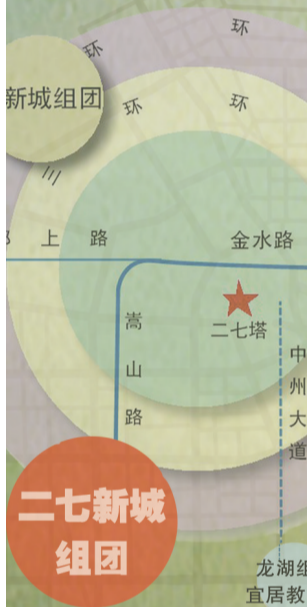 环
环
新城组团
环
环
三
上路
金水路
二七塔
嵩山路
中州大道
二七新城
组团
龙湖组
宜居教